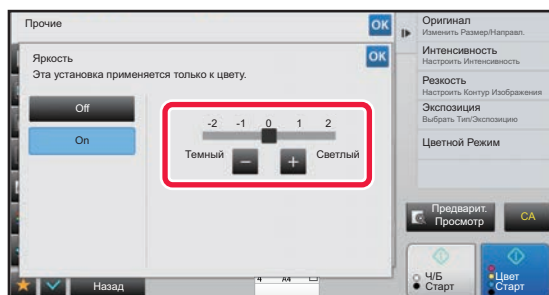 Прочие
OK
Яркость
OK
Эта установка применяется только к цвету.
Off
On
-2 -1 0 1 2
Темный
−
+
Светлый
Назад
4 A4
Оригинал
Изменить Размер/Направл.
Интенсивность
Настроить Интенсивность
Резкость
Настроить Контур Изображения
Экспозиция
Выбрать Тип/Экспозицию
Цветной Режим
Предварит.
Просмотр
CA
Ч/Б
Старт
Цвет
Старт